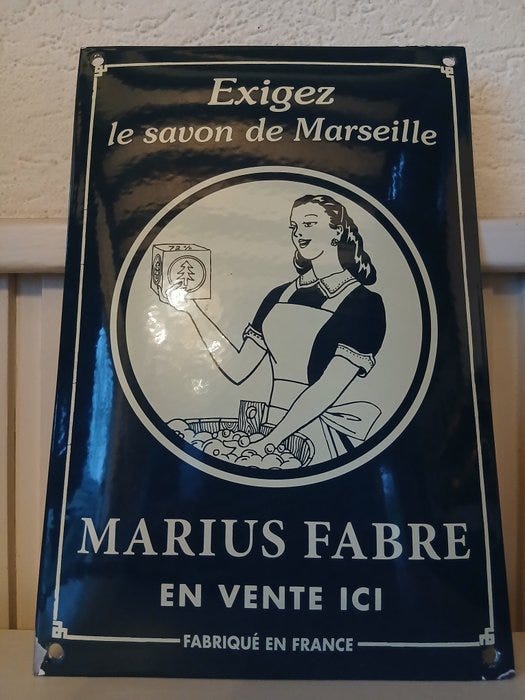 Exigez
le savon de Marseille
72 %
MARIUS FABRE
EN VENTE ICI
FABRIQUÉ EN FRANCE